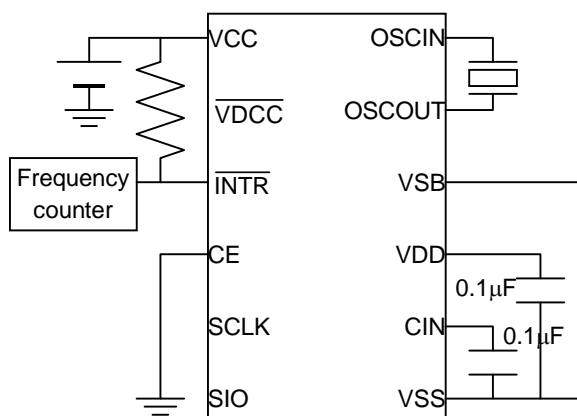 VCC
OSCIN
VDCC
OSCOUT
Frequency
counter
INTR
VSB
CE
VDD
0.1μF
SCLK
CIN
0.1μF
SIO
VSS